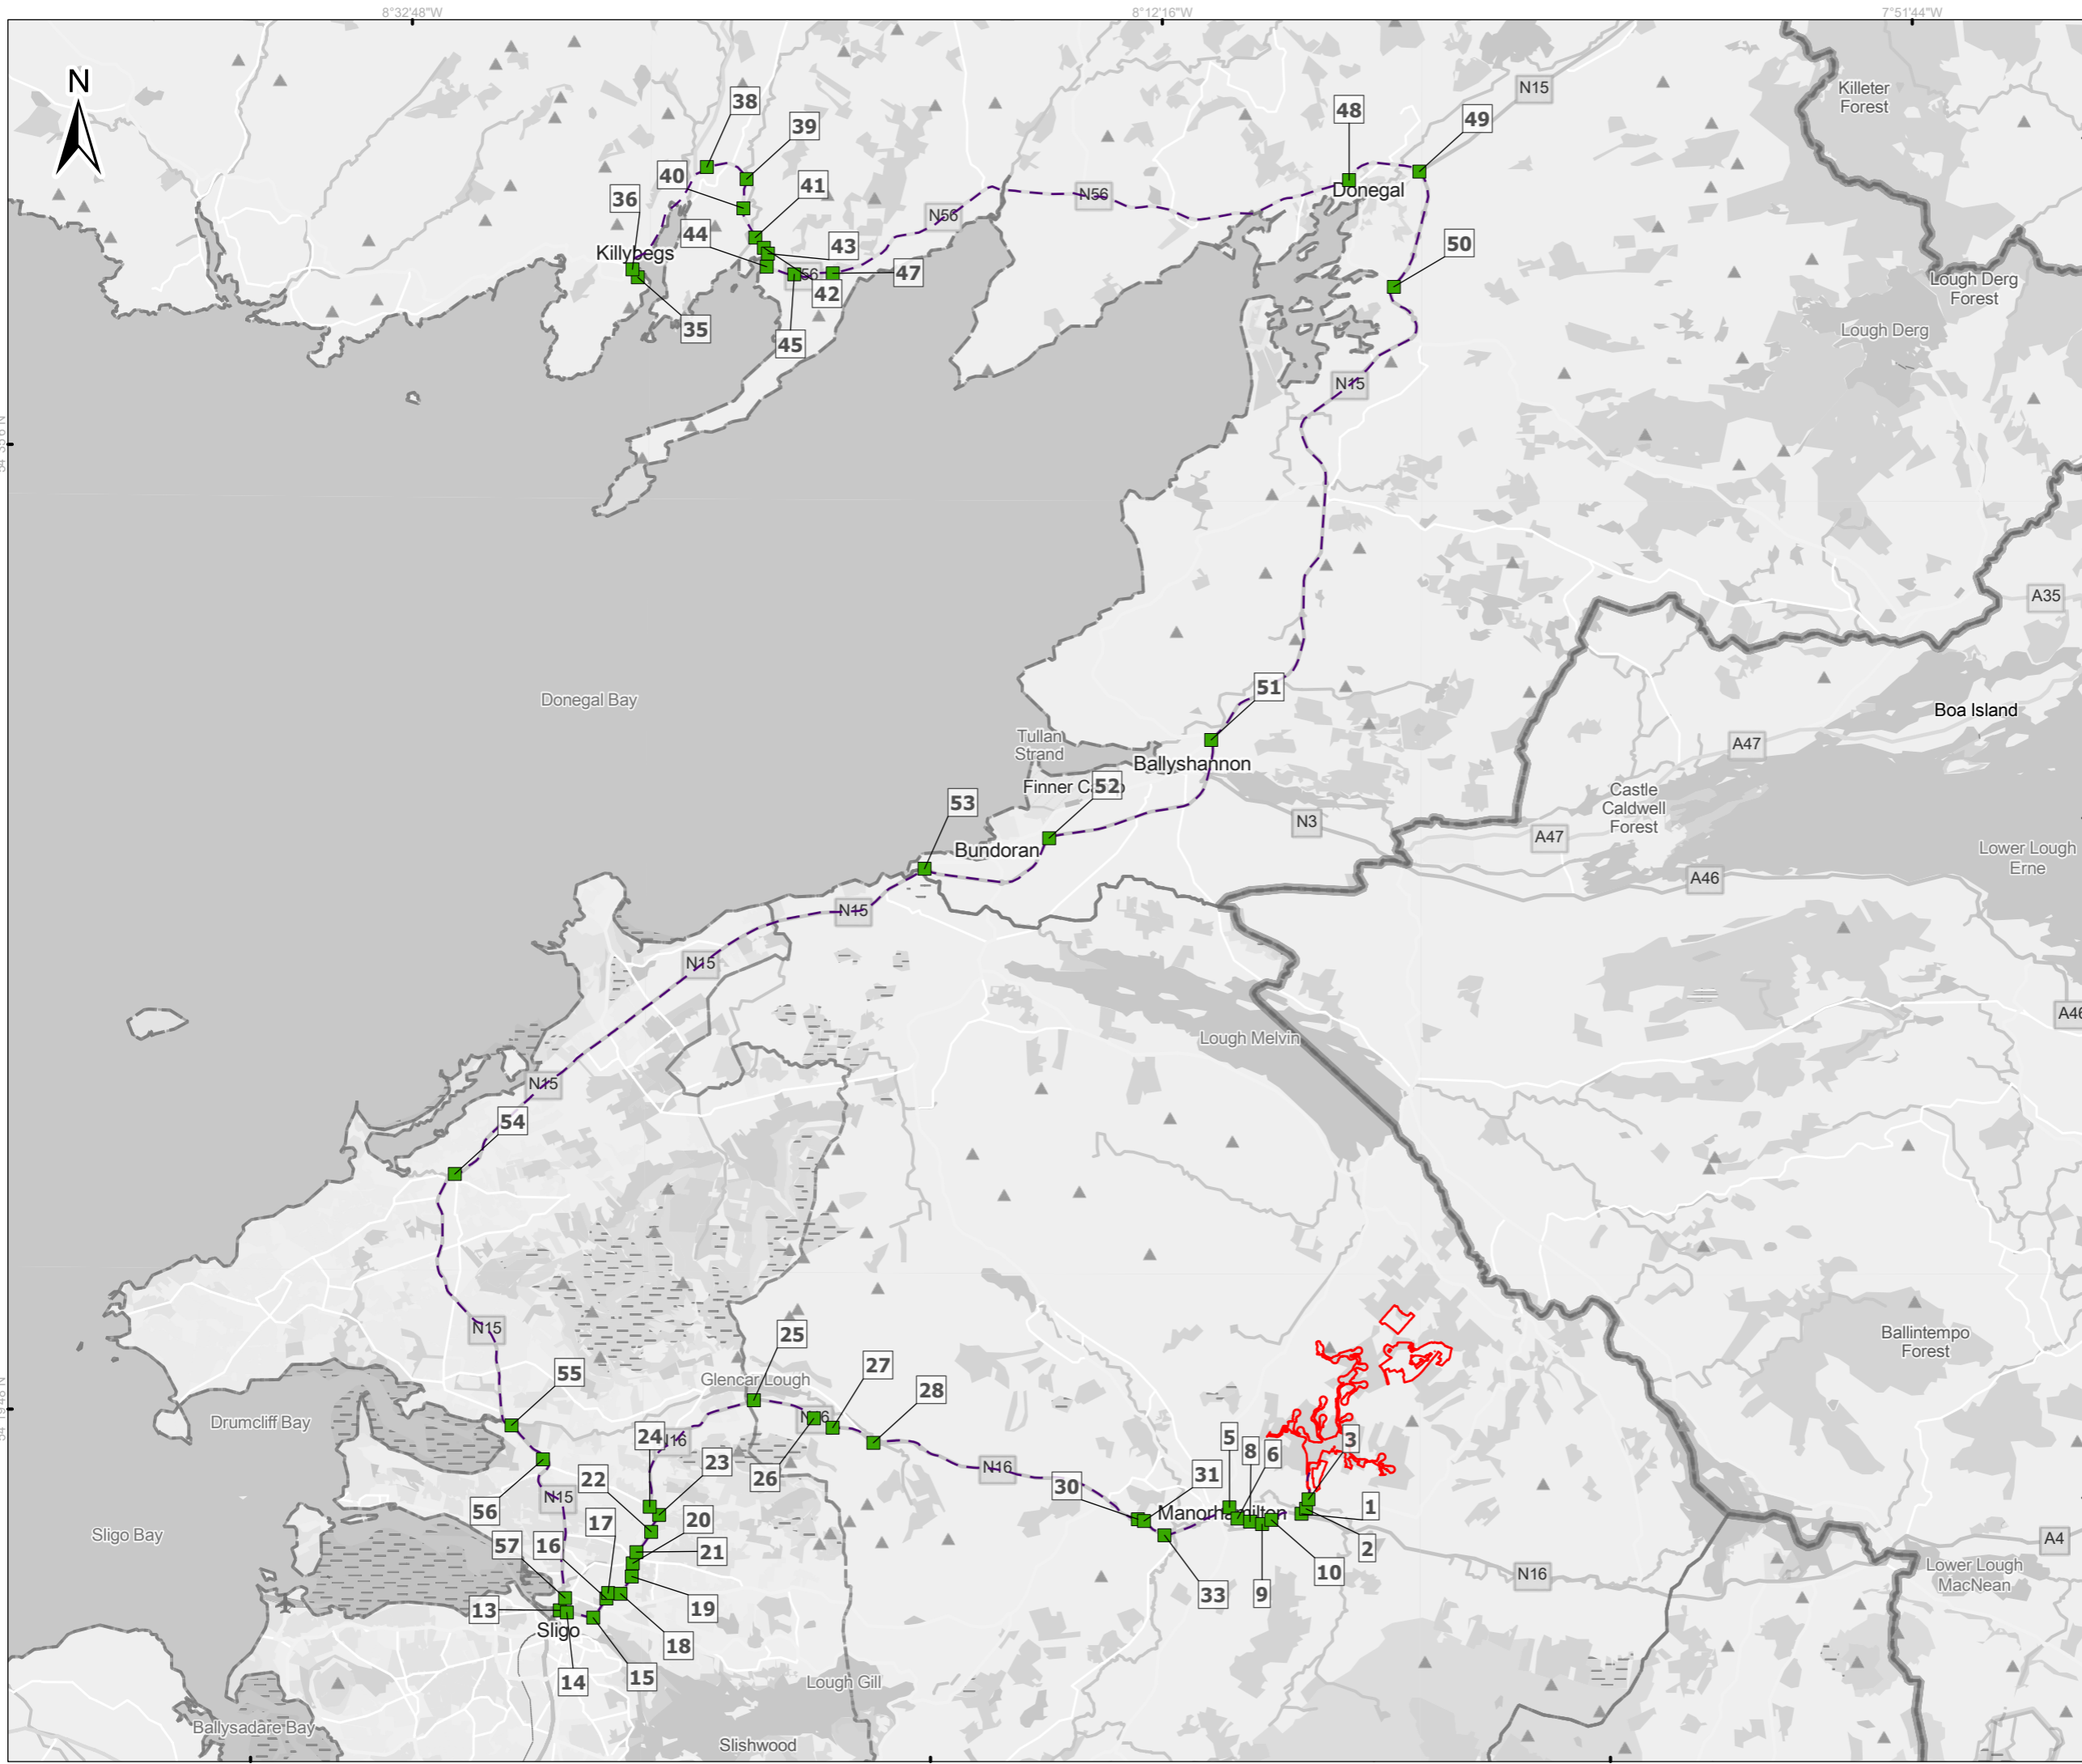 8°32'48"W
8°12'16"W
7°51'44"W
N
38
39
48
49
N15
Killeter
Forest
40
36
41
N56
N56
Donegal
44
43
Killybegs
50
47
42
35
45
Lough Derg
Forest
Lough Derg
N15
A35
Donegal Bay
51
Boa Island
Tullan
Strand
A47
Ballyshannon
Finner
52
53
N3
Castle
Caldwell
Forest
A47
Bundoran
Lower Lough
Erne
A46
N15
N15
A46
Lough Melvin
N15
54
N15
25
27
Ballintempo
Forest
Glencar Lough
55
28
Drumcliff Bay
24
N16
5
8
6
3
23
22
26
N16
31
30
56
N15
Manorhamilton
1
Sligo Bay
17
20
57
16
21
2
A4
10
N16
Lower Lough
MacNean
9
33
13
19
Sligo
18
14
15
Lough Gill
Ballysadare Bay
Slishwood